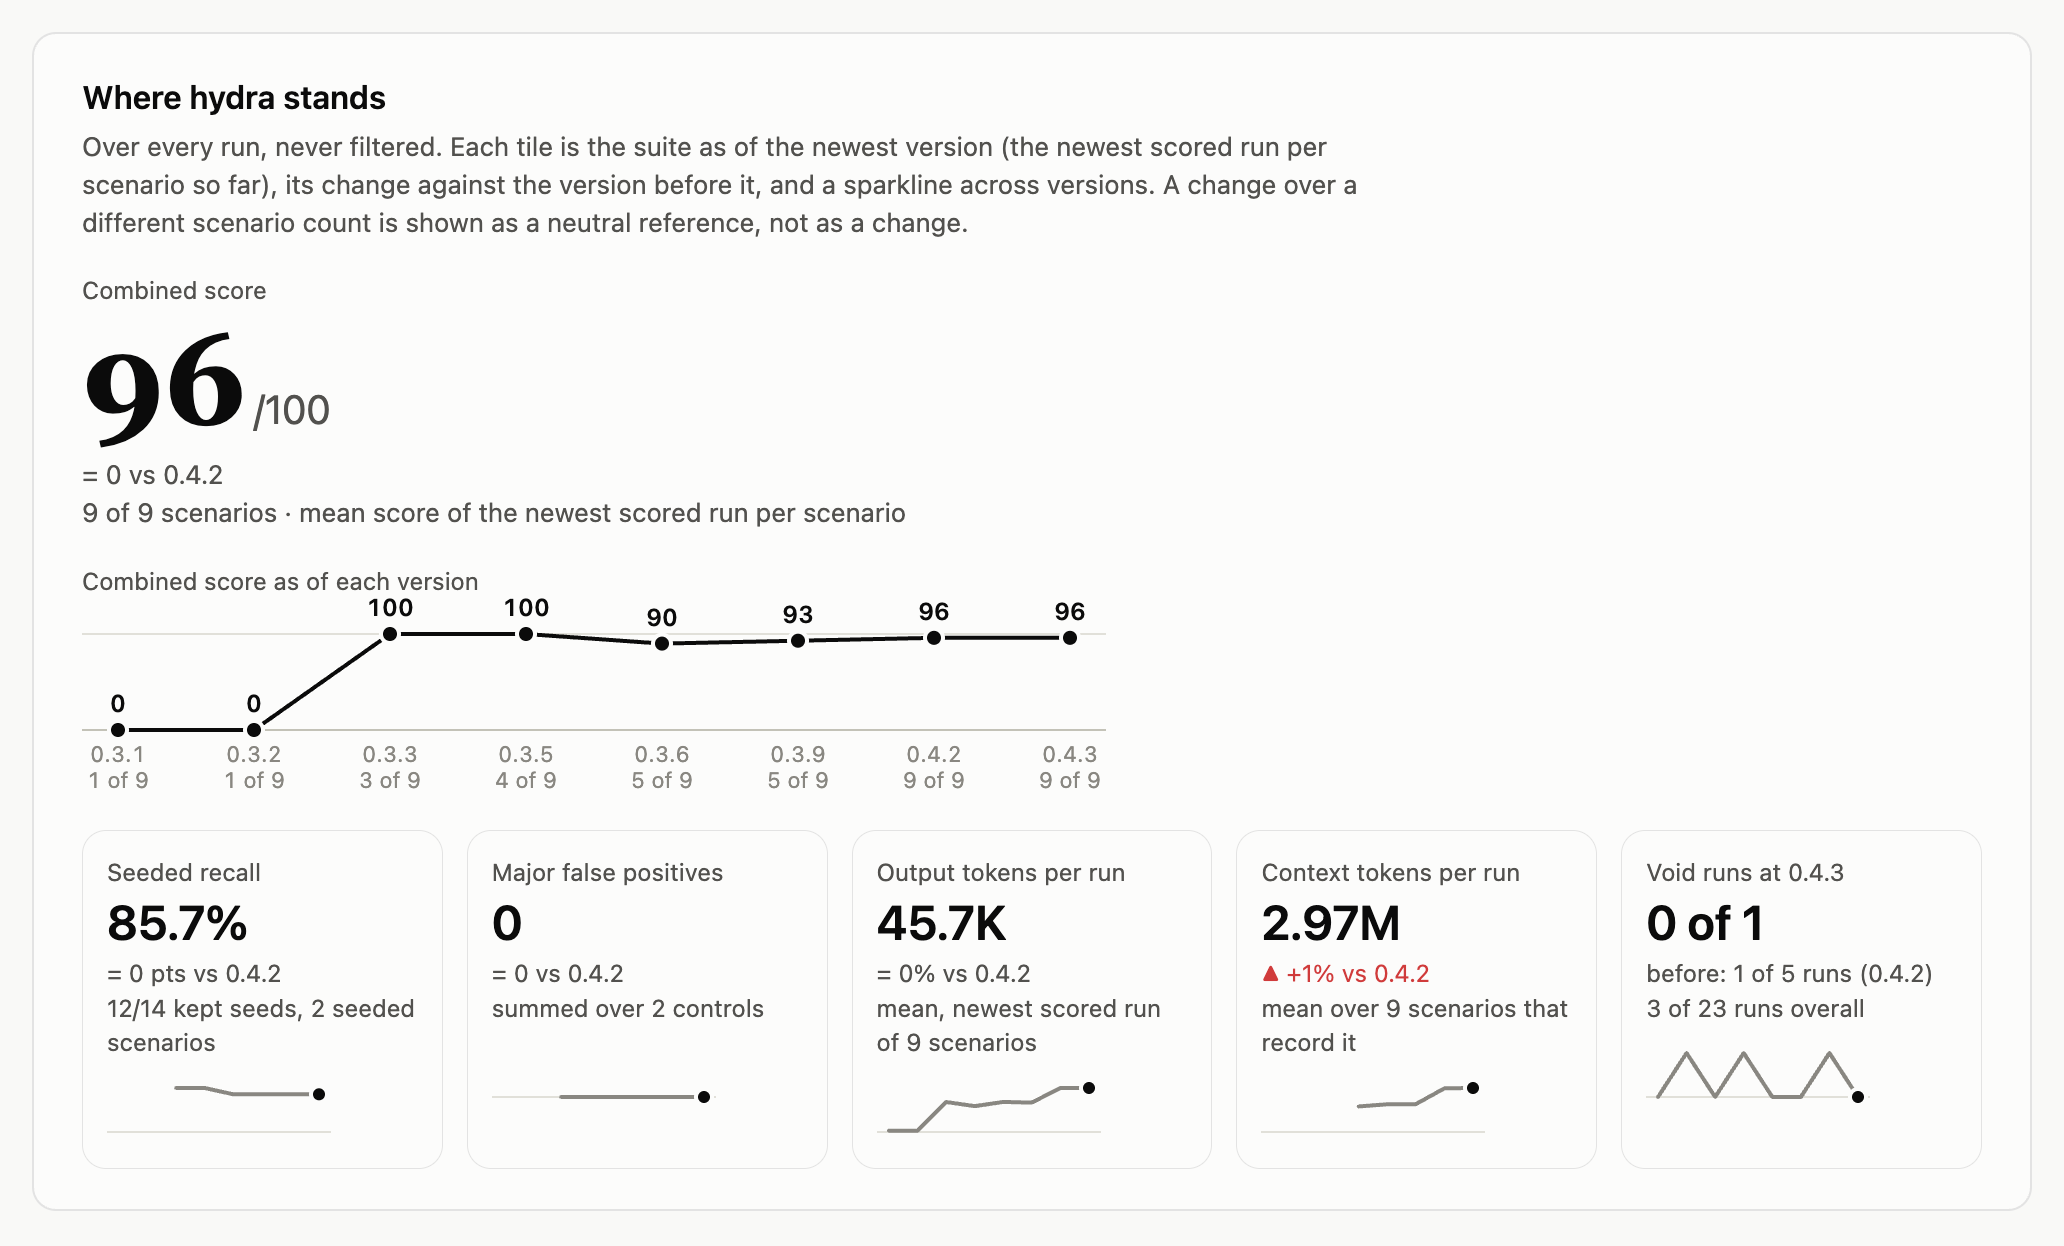 Where hydra stands
Over every run, never filtered. Each tile is the suite as of the newest version (the newest scored run per
scenario so far), its change against the version before it, and a sparkline across versions. A change over a
different scenario count is shown as a neutral reference, not as a change.
Combined score
96 /100
= 0 vs 0.4.2
9 of 9 scenarios · mean score of the newest scored run per scenario
Combined score as of each version
0 0 100 100 90 93 96 96
0.3.1 0.3.2 0.3.3 0.3.5 0.3.6 0.3.9 0.4.2 0.4.3
1 of 9 1 of 9 3 of 9 4 of 9 5 of 9 5 of 9 9 of 9 9 of 9
Seeded recall
85.7%
= 0 pts vs 0.4.2
12/14 kept seeds, 2 seeded
scenarios
Major false positives
0
= 0 vs 0.4.2
summed over 2 controls
Output tokens per run
45.7K
= 0% vs 0.4.2
mean, newest scored run
of 9 scenarios
Context tokens per run
2.97M
▲ +1% vs 0.4.2
mean over 9 scenarios that
record it
Void runs at 0.4.3
0 of 1
before: 1 of 5 runs (0.4.2)
3 of 23 runs overall